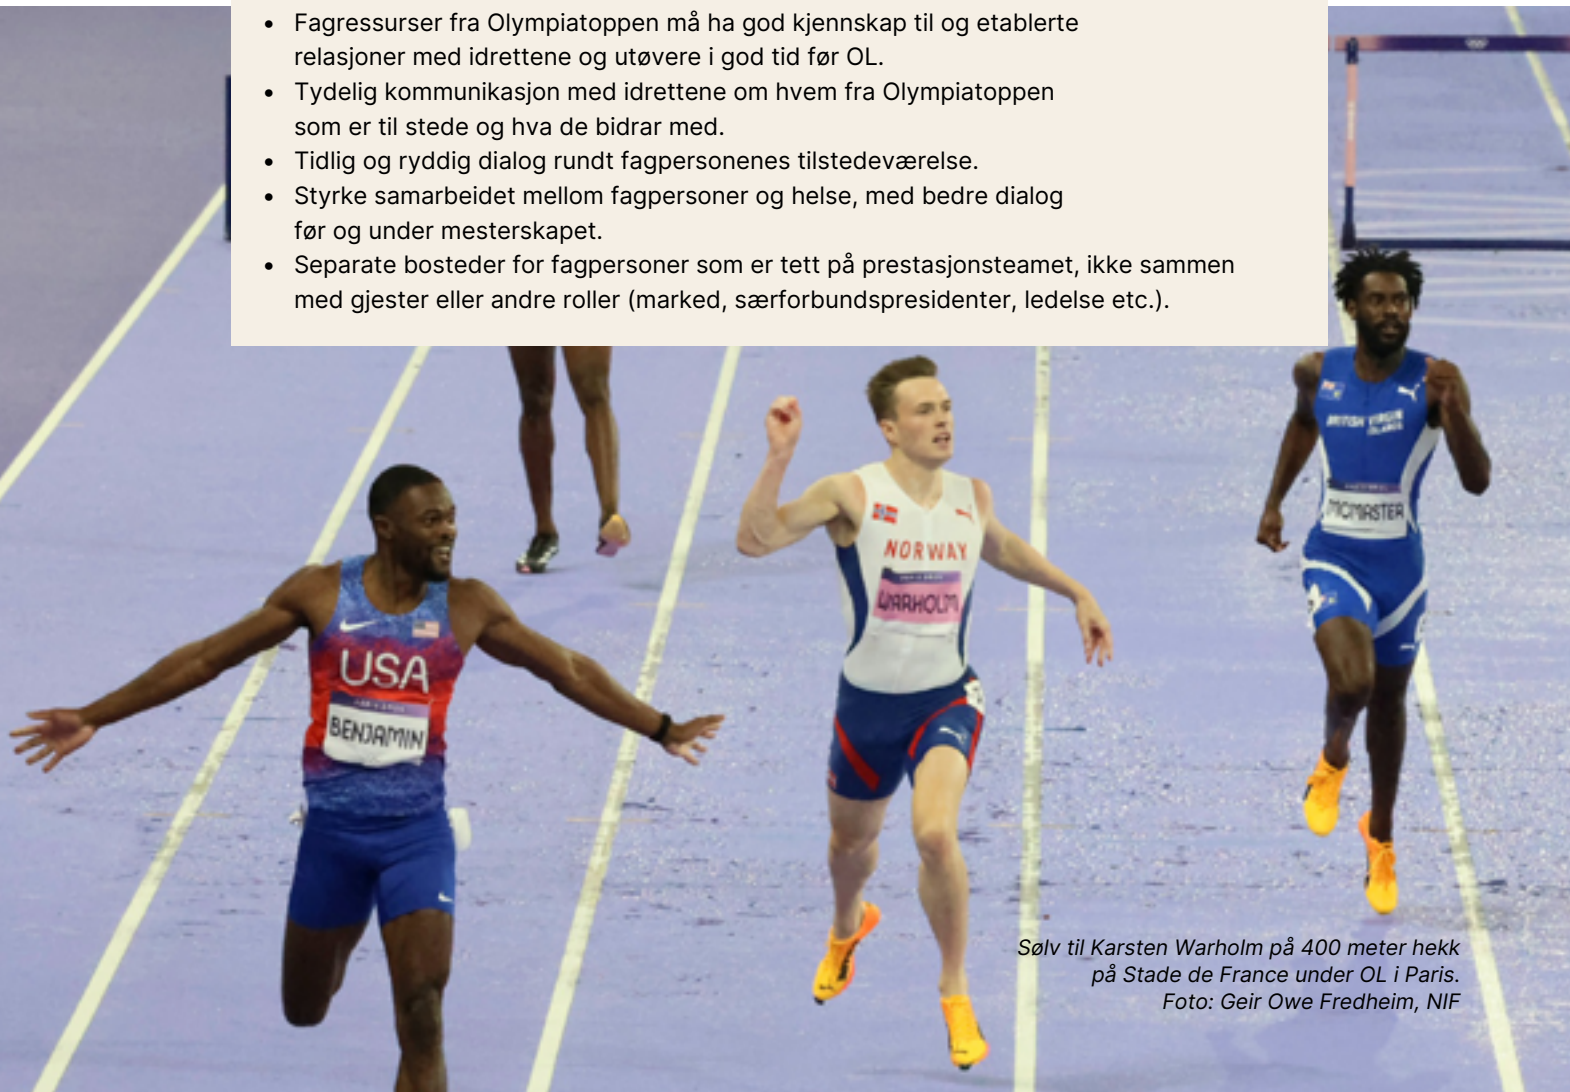 • Fagressurser fra Olympiatoppen må ha god kjennskap til og etablerte
relasjoner med idrettene og utøvere i god tid før OL.
• Tydelig kommunikasjon med idrettene om hvem fra Olympiatoppen
som er til stede og hva de bidrar med.
• Tidlig og ryddig dialog rundt fagpersonenes tilstedeværelse.
• Styrke samarbeidet mellom fagpersoner og helse, med bedre dialog
før og under mesterskapet.
• Separate bosteder for fagpersoner som er tett på prestasjonsteamet, ikke sammen
med gjester eller andre roller (marked, særforbundspresidenter, ledelse etc.).
BRITISH VIRGIN
ISLANDS
MCMASTER
NORWAY
WARHOLM
USA
BENJAMIN
Sølv til Karsten Warholm på 400 meter hekk
på Stade de France under OL i Paris.
Foto: Geir Owe Fredheim, NIF